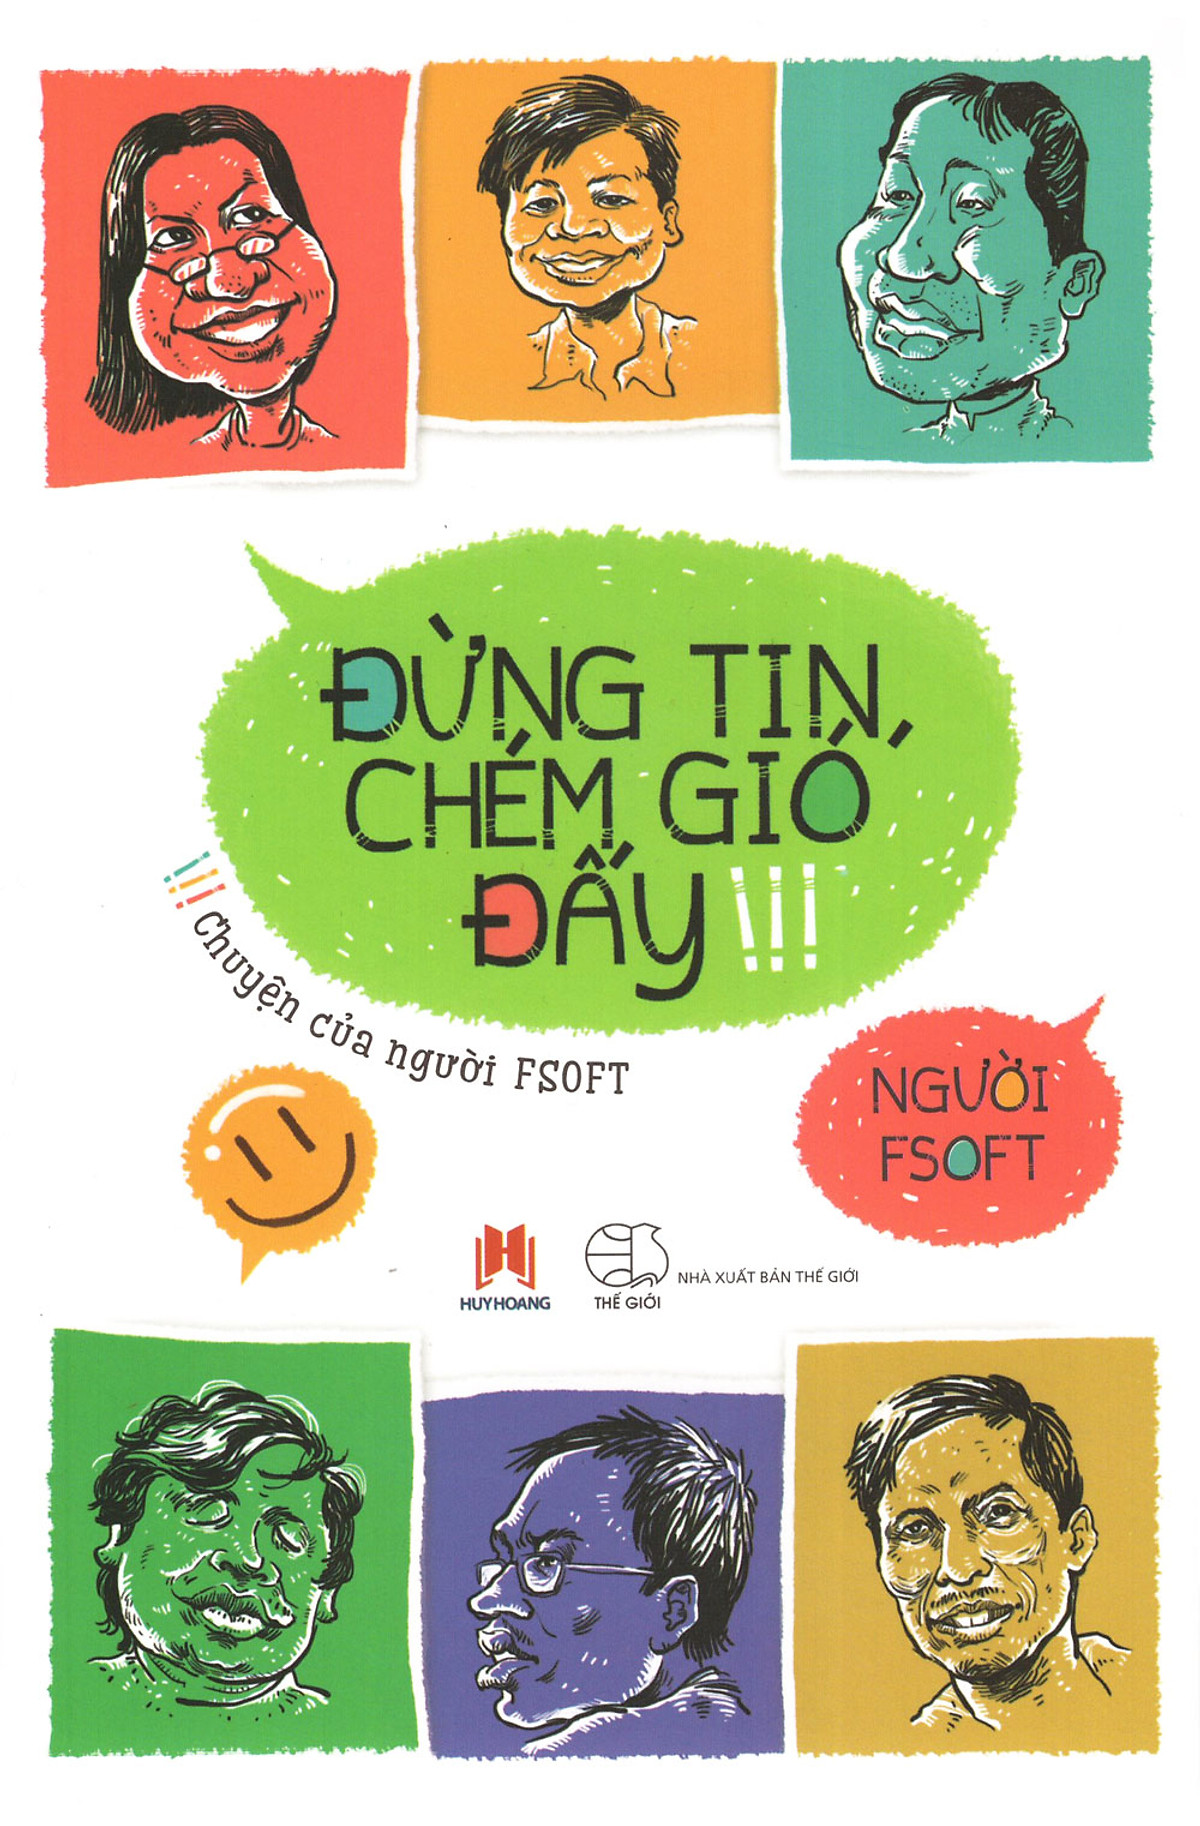 ĐỪNG TIN,
CHÉM GIÓ
ĐẤY !!!
!!! Chuyện của người FSOFT
NGƯỜI
FSOFT
HUYHOANG
THẾ GIỚI
NHÀ XUẤT BẢN THẾ GIỚI